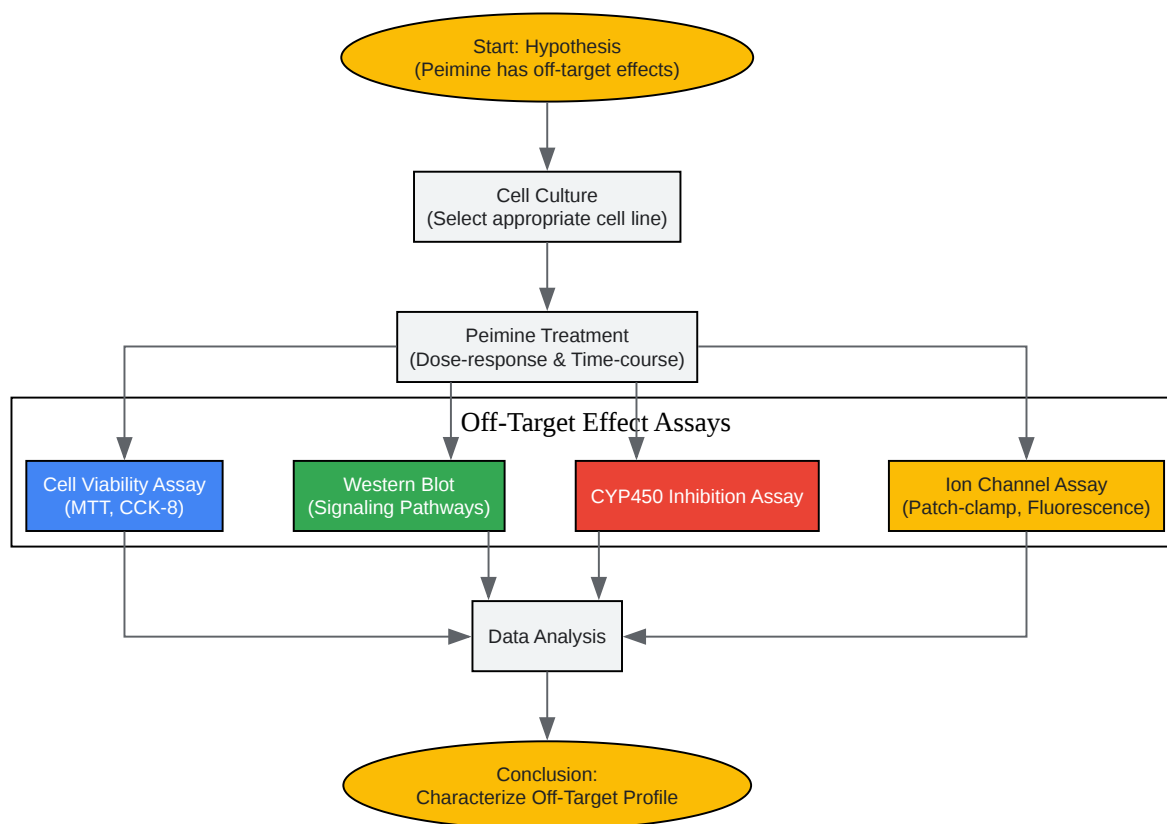 Start: Hypothesis
(Peimine has off-target effects)
Cell Culture
(Select appropriate cell line)
Peimine Treatment
(Dose-response & Time-course)
Off-Target Effect Assays
Cell Viability Assay
(MTT, CCK-8)
Western Blot
(Signaling Pathways)
CYP450 Inhibition Assay
Ion Channel Assay
(Patch-clamp, Fluorescence)
Data Analysis
Conclusion:
Characterize Off-Target Profile